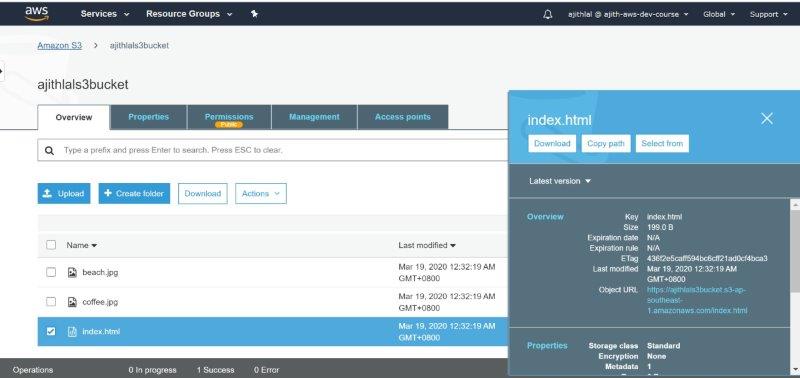 aws
Services
Resource Groups
ajithlal @ ajith-aws-dev-course
Global
Support
Amazon S3
ajithlals3bucket
ajithlals3bucket
Overview
Properties
Permissions
Public
Management
Access points
Type a prefix and press Enter to search. Press ESC to clear.
Upload
+ Create folder
Download
Actions
Name
Last modified
beach.jpg
Mar 19, 2020 12:32:19 AM
GMT+0800
coffee.jpg
Mar 19, 2020 12:32:19 AM
GMT+0800
index.html
Mar 19, 2020 12:32:19 AM
GMT+0800
index.html
Download
Copy path
Select from
Latest version
Overview
Key index.html
Size 199.0 B
Expiration date N/A
Expiration rule N/A
ETag 436f2e5caff594bc6cff21ad0cf4bca3
Last modified Mar 19, 2020 12:32:19 AM
GMT+0800
Object URL https://ajithlals3bucket.s3-ap-
southeast-
1.amazonaws.com/index.html
Properties
Storage class Standard
Encryption None
Metadata 1
Operations
0 In progress
1 Success
0 Error